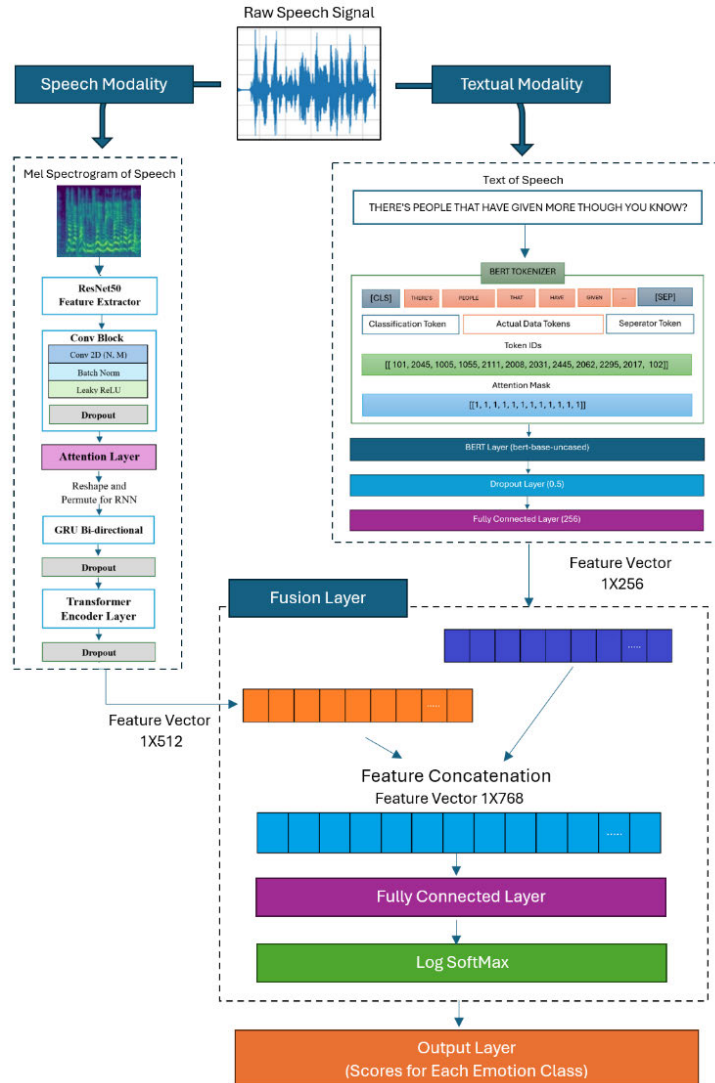 Raw Speech Signal
Speech Modality
Textual Modality
Mel Spectrogram of Speech
ResNet50
Feature Extractor
Conv Block
Conv 2D (N, M)
Batch Norm
Leaky ReLU
Dropout
Attention Layer
Reshape and
Permute for RNN
GRU Bi-directional
Dropout
Transformer
Encoder Layer
Dropout
Feature Vector
1X512
Text of Speech
THERE'S PEOPLE THAT HAVE GIVEN MORE THOUGH YOU KNOW?
BERT TOKENIZER
[CLS] THERE'S PEOPLE THAT HAVE GIVEN ... [SEP]
Classification Token Actual Data Tokens Seperator Token
Token IDs
[[ 101, 2045, 1005, 1055, 2111, 2008, 2031, 2445, 2062, 2295, 2017, 102]]
Attention Mask
[[1, 1, 1, 1, 1, 1, 1, 1, 1, 1, 1]]
BERT Layer (bert-base-uncased)
Dropout Layer (0.5)
Fully Connected Layer (256)
Feature Vector
1X256
Fusion Layer
.....
.....
Feature Concatenation
Feature Vector 1X768
.....
Fully Connected Layer
Log SoftMax
Output Layer
(Scores for Each Emotion Class)